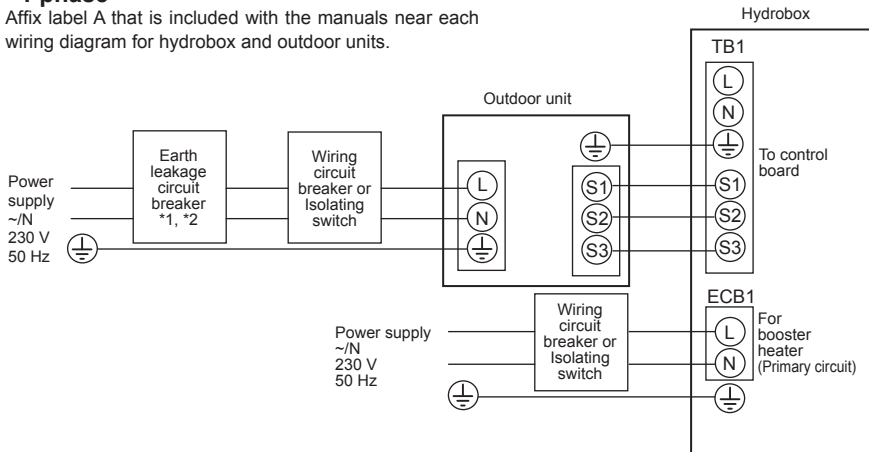 1 phase
Affix label A that is included with the manuals near each
wiring diagram for hydrobox and outdoor units.
Hydrobox
TB1
L
N
To control
board
S1
S2
S3
Outdoor unit
L
N
S1
S2
S3
Earth
leakage
circuit
breaker
*1, *2
Wiring
circuit
breaker or
Isolating
switch
Power
supply
~/N
230 V
50 Hz
ECB1
L
N
For
booster
heater
(Primary circuit)
Wiring
circuit
breaker or
Isolating
switch
Power supply
~/N
230 V
50 Hz